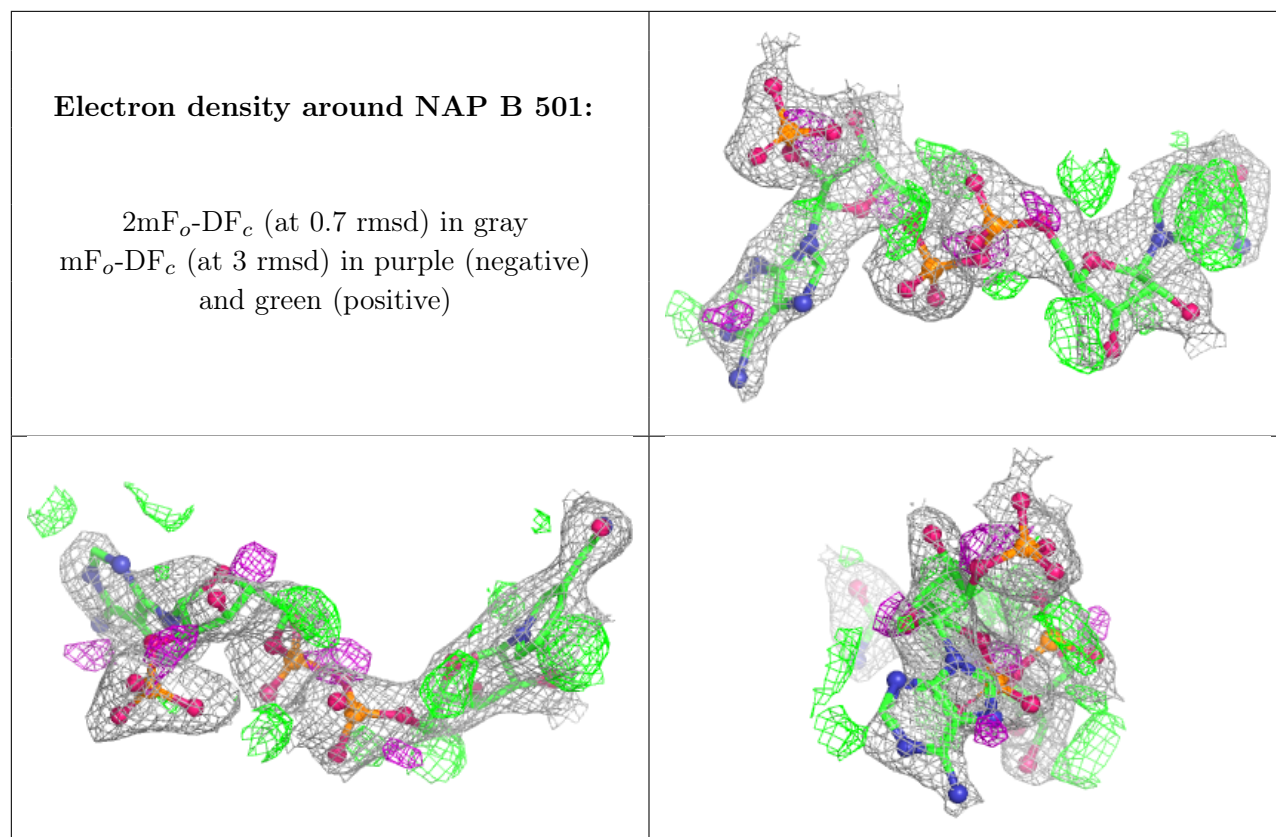 Electron density around NAP B 501:
2mFo-DFc (at 0.7 rmsd) in gray
mFo-DFc (at 3 rmsd) in purple (negative)
and green (positive)